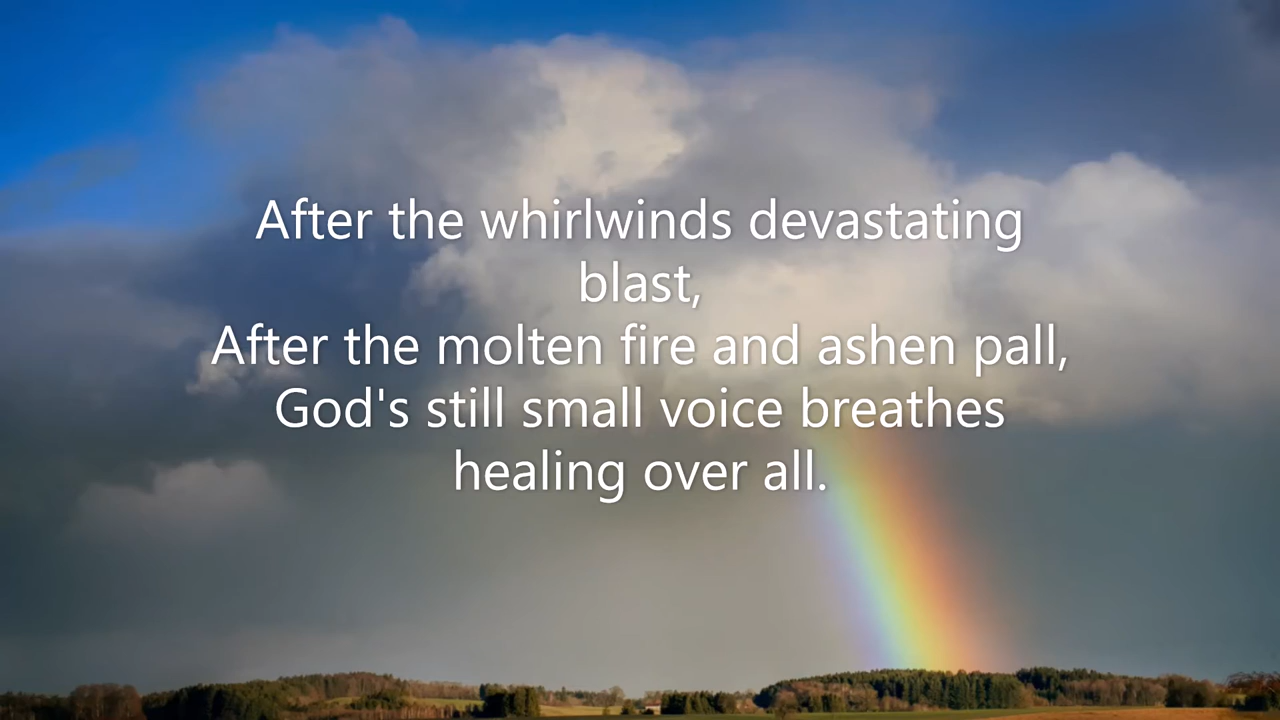 After the whirlwinds devastating
blast,
After the molten fire and ashen pall,
God's still small voice breathes
healing over all.